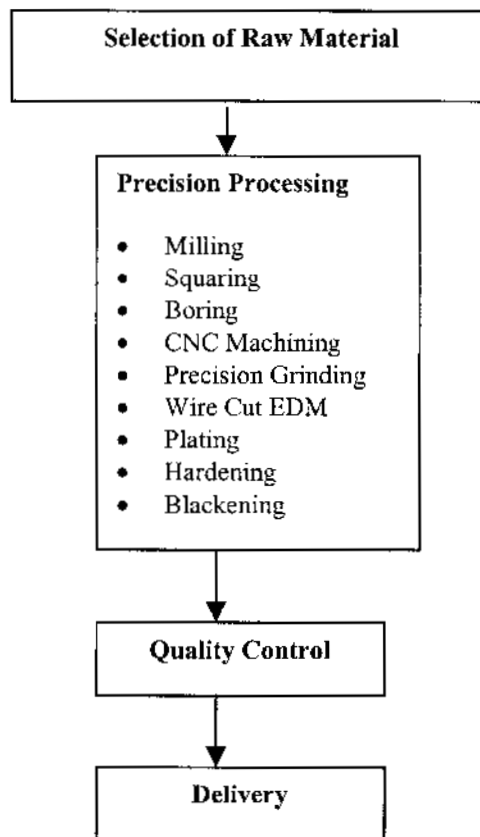 Selection of Raw Material
Precision Processing
• Milling
• Squaring
• Boring
• CNC Machining
• Precision Grinding
• Wire Cut EDM
• Plating
• Hardening
• Blackening
Quality Control
Delivery